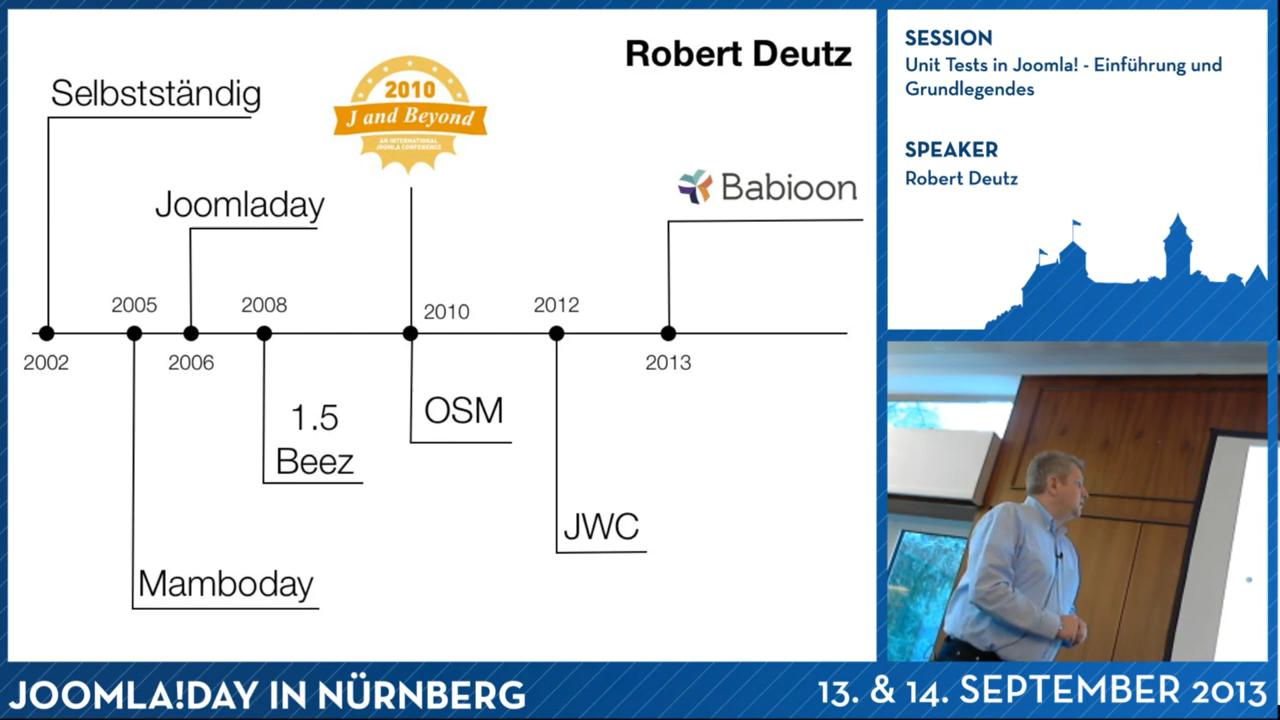 Robert Deutz
Selbstständig
2010
J and Beyond
AN INTERNATIONAL
JOOMLA CONFERENCE
Joomladay
Babioon
2005
2008
2010
2012
2002
2006
2013
1.5
Beez
OSM
JWC
Mamboday
SESSION
Unit Tests in Joomla! - Einführung und
Grundlegendes
SPEAKER
Robert Deutz
JOOMLA!DAY IN NÜRNBERG
13. & 14. SEPTEMBER 2013